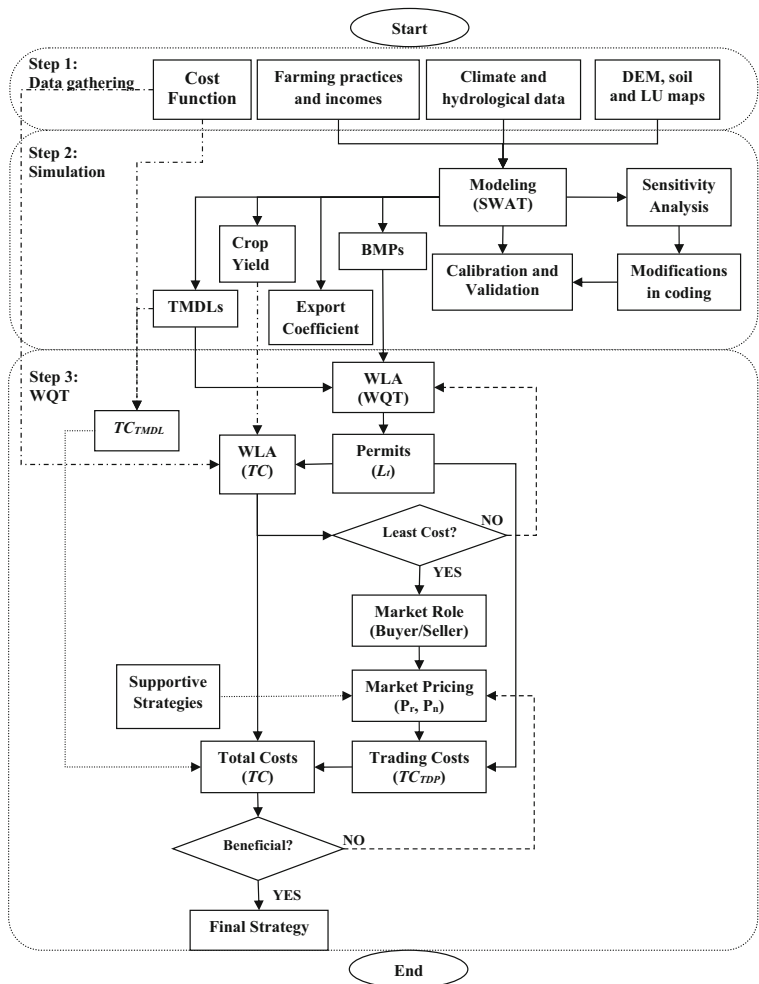 Start
Step 1:
Data gathering
Cost
Function
Farming practices
and incomes
Climate and
hydrological data
DEM, soil
and LU maps
Step 2:
Simulation
Modeling
(SWAT)
Sensitivity
Analysis
Crop
Yield
BMPs
Calibration and
Validation
Modifications
in coding
TMDLs
Export
Coefficient
Step 3:
WQT
WLA
(WQT)
TCTMDL
WLA
(TC)
Permits
(Lt)
Least Cost?
NO
YES
Market Role
(Buyer/Seller)
Supportive
Strategies
Market Pricing
(Pr, Pn)
Total Costs
(TC)
Trading Costs
(TCTDP)
Beneficial?
NO
YES
Final Strategy
End